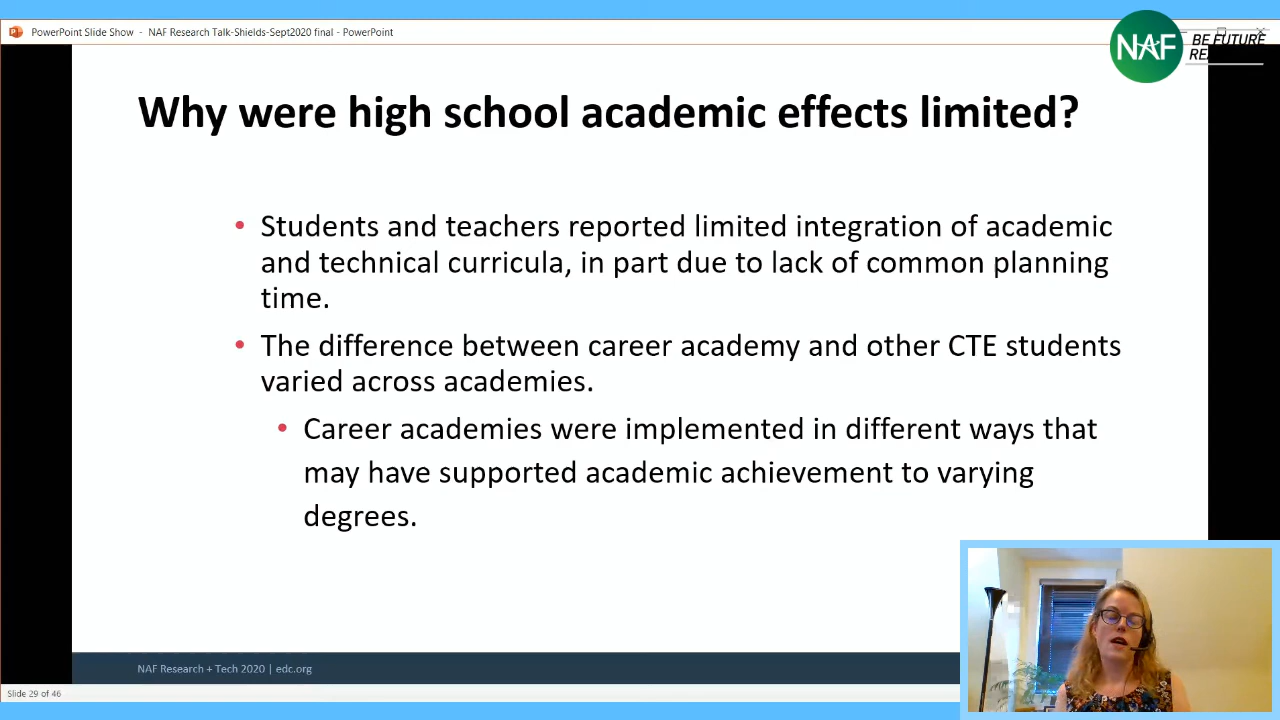 PowerPoint Slide Show - NAF Research Talk-Shields-Sept2020 final - PowerPoint
NAF
BE FUTURE
Why were high school academic effects limited?
• Students and teachers reported limited integration of academic
and technical curricula, in part due to lack of common planning
time.
• The difference between career academy and other CTE students
varied across academies.
• Career academies were implemented in different ways that
may have supported academic achievement to varying
degrees.
NAF Research + Tech 2020 | edc.org
Slide 29 of 46